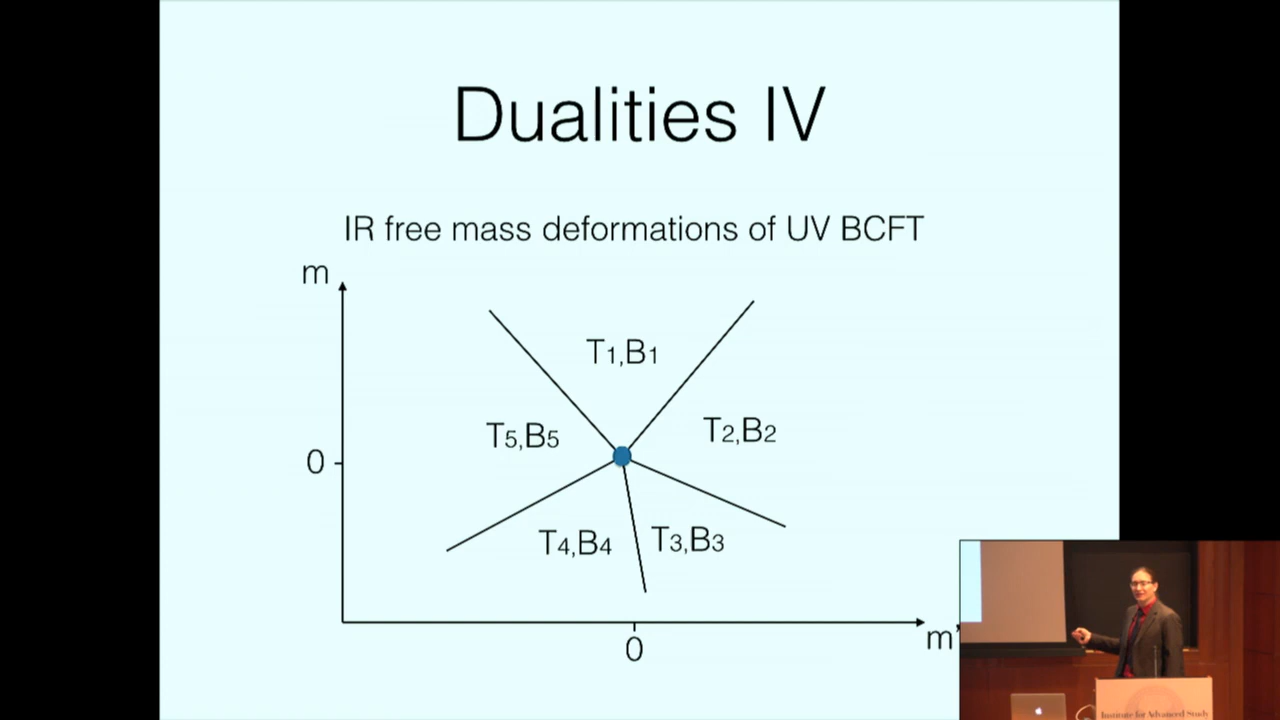 Dualities IV
IR free mass deformations of UV BCFT
m
T1,B1
T5,B5
T2,B2
0
T4,B4
T3,B3
0
m'
Institute for Advanced Study